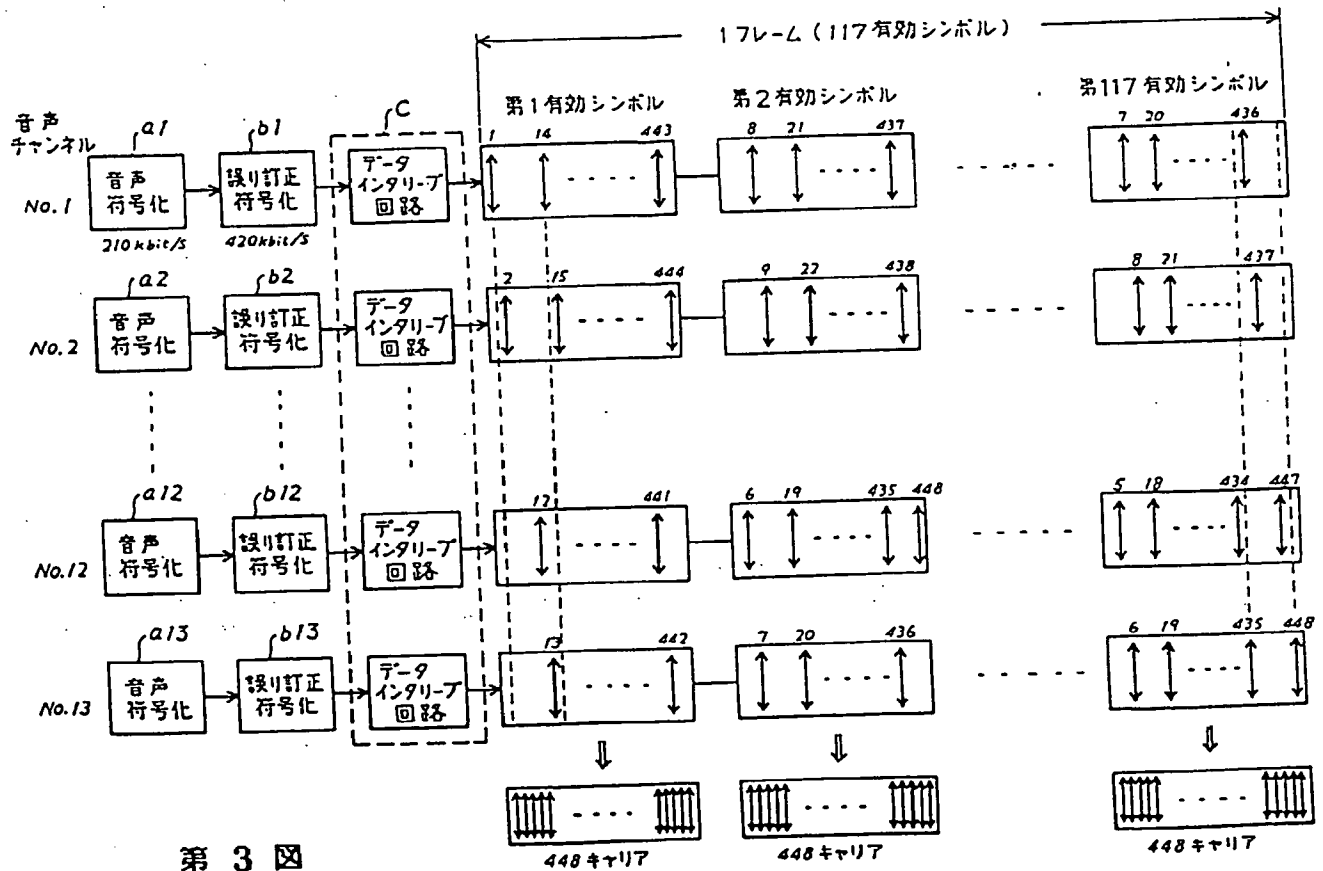 1フレーム(117有効シンボル)
音声チャンネル
a1
b1
C
第1有効シンボル
第2有効シンボル
第117有効シンボル
1 14 443
8 21 437
7 20 436
No.1
音声符号化
誤り訂正符号化
データインタリーブ回路
210kbit/s
420kbit/s
a2
b2
2 15 444
9 22 438
8 21 437
No.2
音声符号化
誤り訂正符号化
データインタリーブ回路
a12
b12
12 441
6 19 435 448
5 18 434 447
No.12
音声符号化
誤り訂正符号化
データインタリーブ回路
a13
b13
13 442
7 20 436
6 19 435 448
No.13
音声符号化
誤り訂正符号化
データインタリーブ回路
448キャリア
448キャリア
448キャリア
第3図